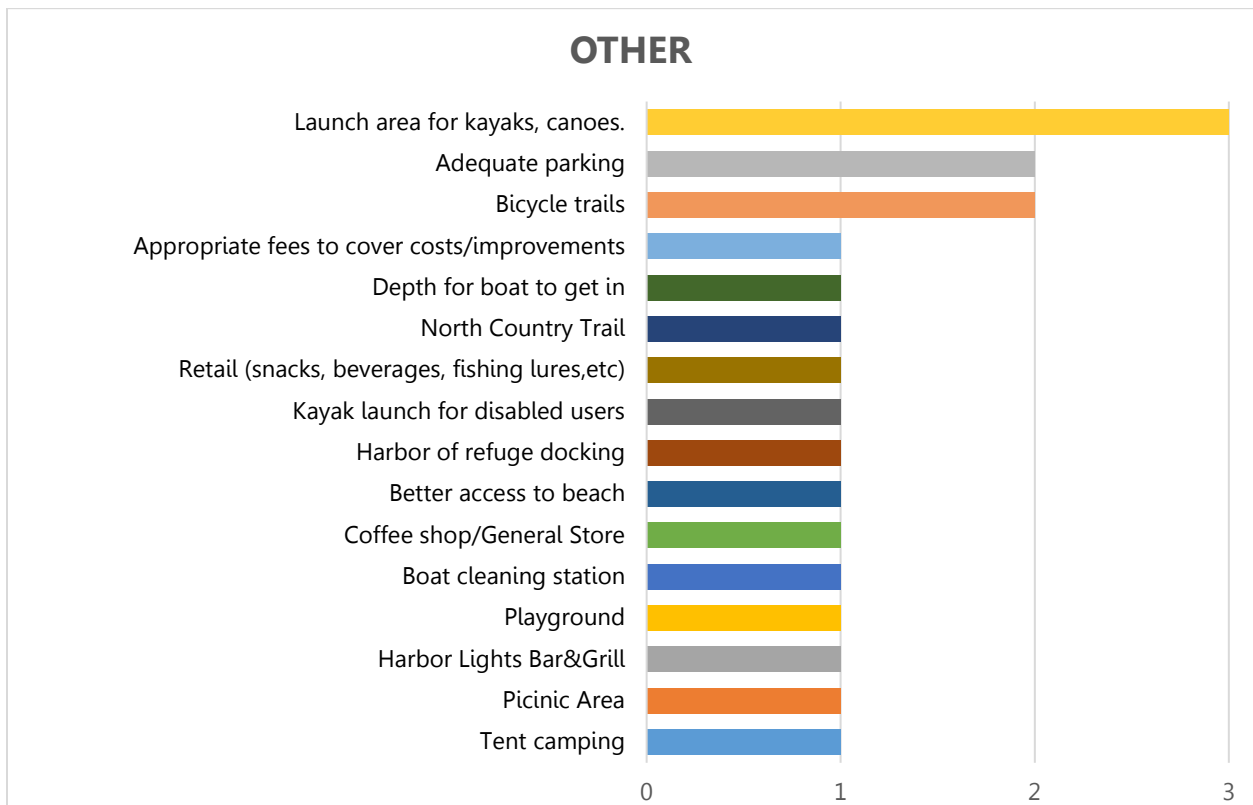 OTHER
Launch area for kayaks, canoes.
Adequate parking
Bicycle trails
Appropriate fees to cover costs/improvements
Depth for boat to get in
North Country Trail
Retail (snacks, beverages, fishing lures,etc)
Kayak launch for disabled users
Harbor of refuge docking
Better access to beach
Coffee shop/General Store
Boat cleaning station
Playground
Harbor Lights Bar&Grill
Picinic Area
Tent camping
0 1 2 3